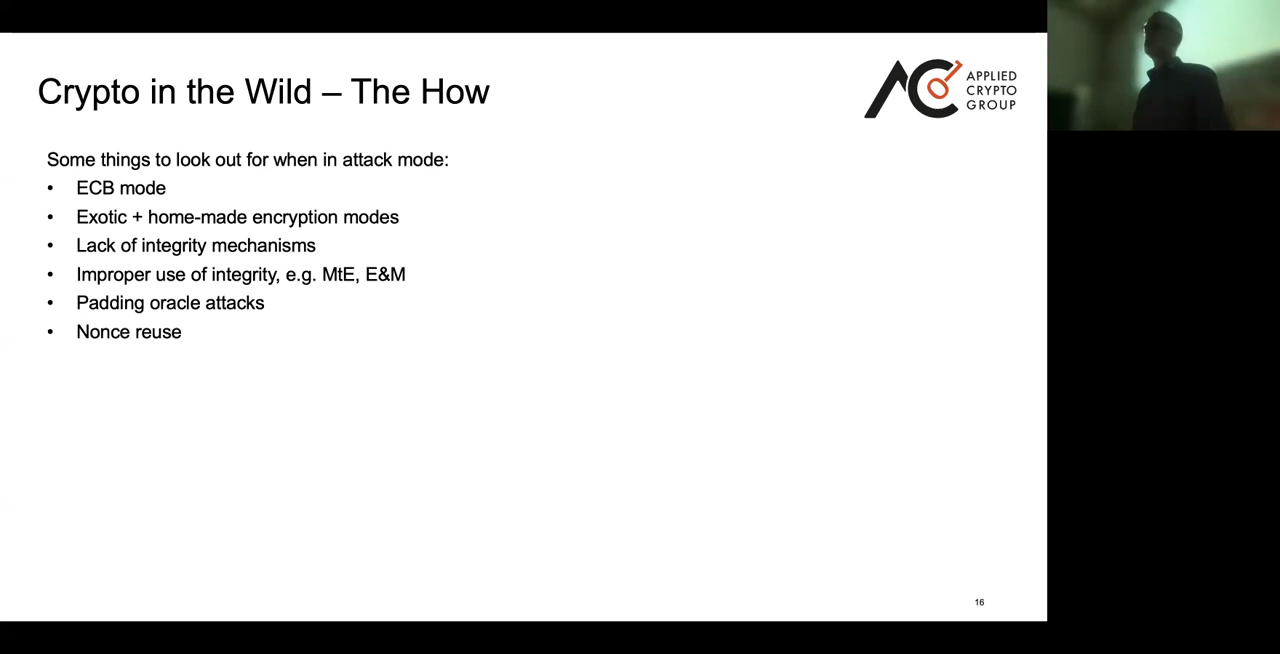 Crypto in the Wild – The How
APPLIED
CRYPTO
GROUP
Some things to look out for when in attack mode:
• ECB mode
• Exotic + home-made encryption modes
• Lack of integrity mechanisms
• Improper use of integrity, e.g. MtE, E&M
• Padding oracle attacks
• Nonce reuse
16